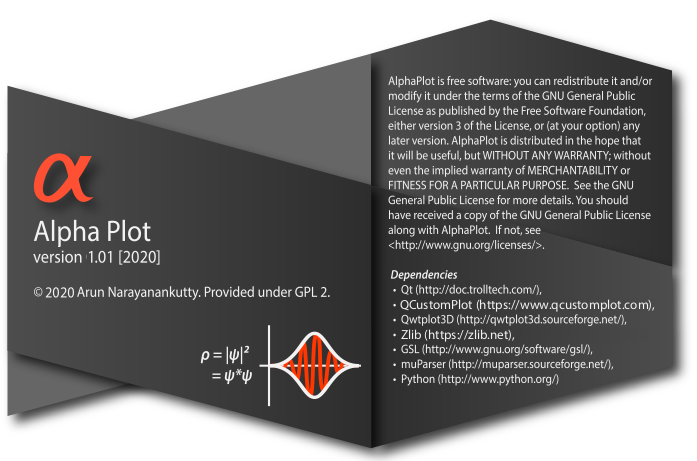 α
Alpha Plot
version 1.01 [2020]
© 2020 Arun Narayanankutty. Provided under GPL 2.
ρ = |ψ|²
= ψ*ψ
AlphaPlot is free software: you can redistribute it and/or
modify it under the terms of the GNU General Public
License as published by the Free Software Foundation,
either version 3 of the License, or (at your option) any
later version. AlphaPlot is distributed in the hope that
it will be useful, but WITHOUT ANY WARRANTY; without
even the implied warranty of MERCHANTABILITY or
FITNESS FOR A PARTICULAR PURPOSE. See the GNU
General Public License for more details. You should
have received a copy of the GNU General Public License
along with AlphaPlot. If not, see
<http://www.gnu.org/licenses/>.
Dependencies
• Qt (http://doc.trolltech.com/),
• QCustomPlot (https://www.qcustomplot.com),
• Qwtplot3D (http://qwtplot3d.sourceforge.net/),
• Zlib (https://zlib.net),
• GSL (http://www.gnu.org/software/gsl/),
• muParser (http://muparser.sourceforge.net/),
• Python (http://www.python.org/)